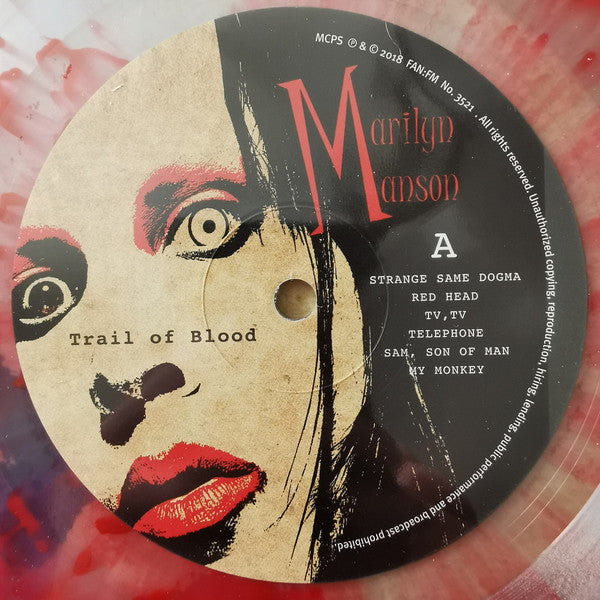 MCPS ℗ & © 2018 FAN:FM No. 3521 . All rights reserved. Unauthorized copying, reproduction, hiring, lending, public performance and broadcast prohibited.
Marilyn
Manson
A
STRANGE SAME DOGMA
RED HEAD
TV,TV
TELEPHONE
SAM, SON OF MAN
MY MONKEY
Trail of Blood